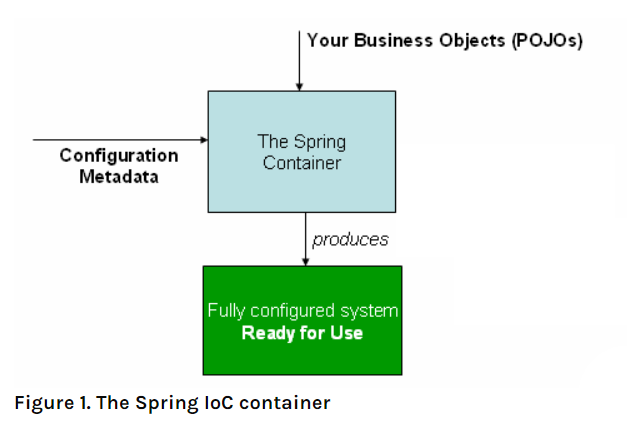 Your Business Objects (POJOs)
The Spring
Container
Configuration
Metadata
produces
Fully configured system
Ready for Use
Figure 1. The Spring IoC container